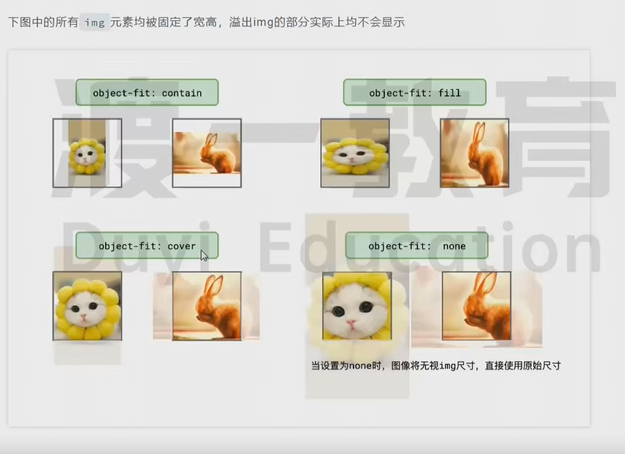 下图中的所有 img 元素均被固定了宽高，溢出img的部分实际上均不会显示
object-fit: contain
object-fit: fill
渡一教育
Duyi Education
object-fit: cover
object-fit: none
当设置为none时，图像将无视img尺寸，直接使用原始尺寸